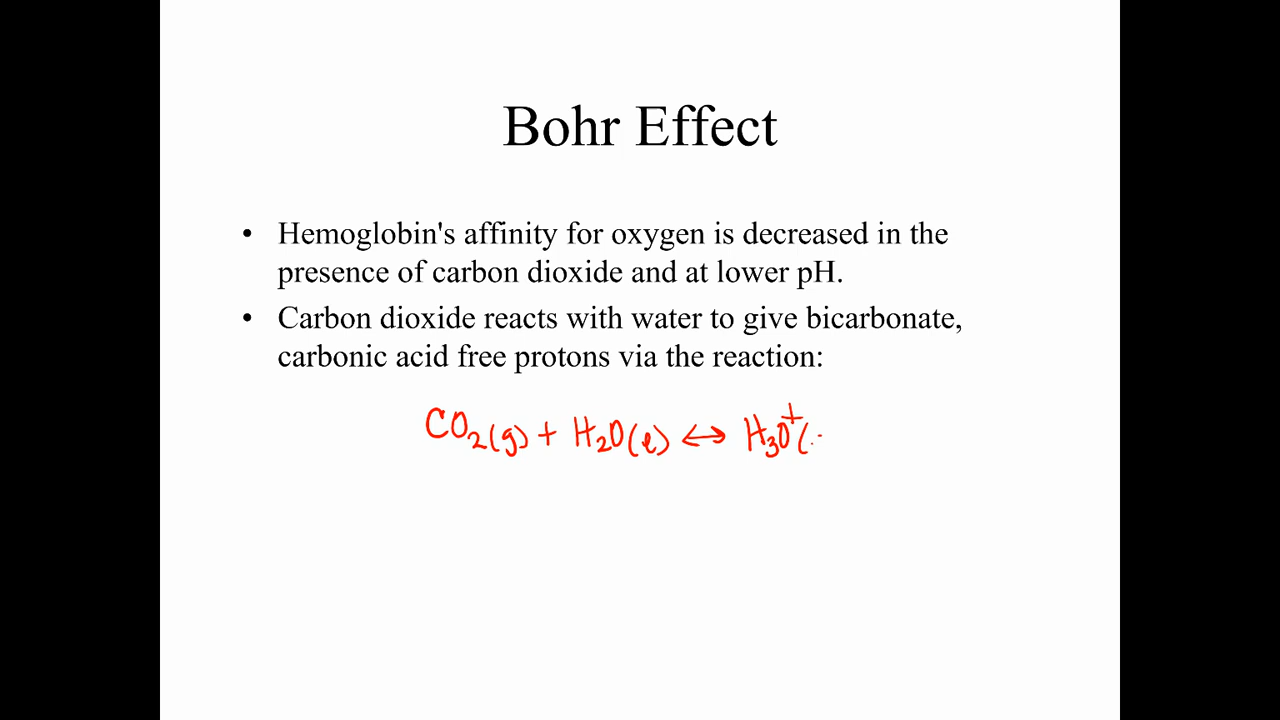 Bohr Effect
• Hemoglobin's affinity for oxygen is decreased in the
presence of carbon dioxide and at lower pH.
• Carbon dioxide reacts with water to give bicarbonate,
carbonic acid free protons via the reaction:
CO₂(g) + H₂O(l) ↔ H₃O⁺(